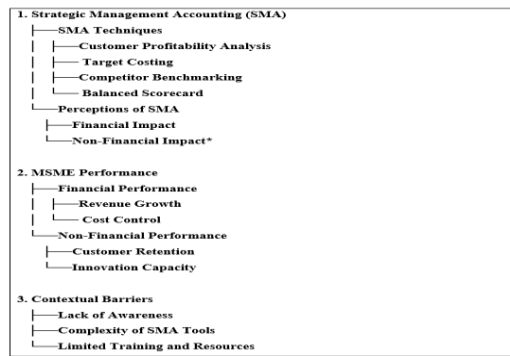 1. Strategic Management Accounting (SMA)
├──SMA Techniques
│ ├──Customer Profitability Analysis
│ ├── Target Costing
│ ├──Competitor Benchmarking
│ └── Balanced Scorecard
└──Perceptions of SMA
├──Financial Impact
└──Non-Financial Impact*
2. MSME Performance
├──Financial Performance
│ ├──Revenue Growth
│ └── Cost Control
└──Non-Financial Performance
├──Customer Retention
└──Innovation Capacity
3. Contextual Barriers
├──Lack of Awareness
├──Complexity of SMA Tools
└──Limited Training and Resources